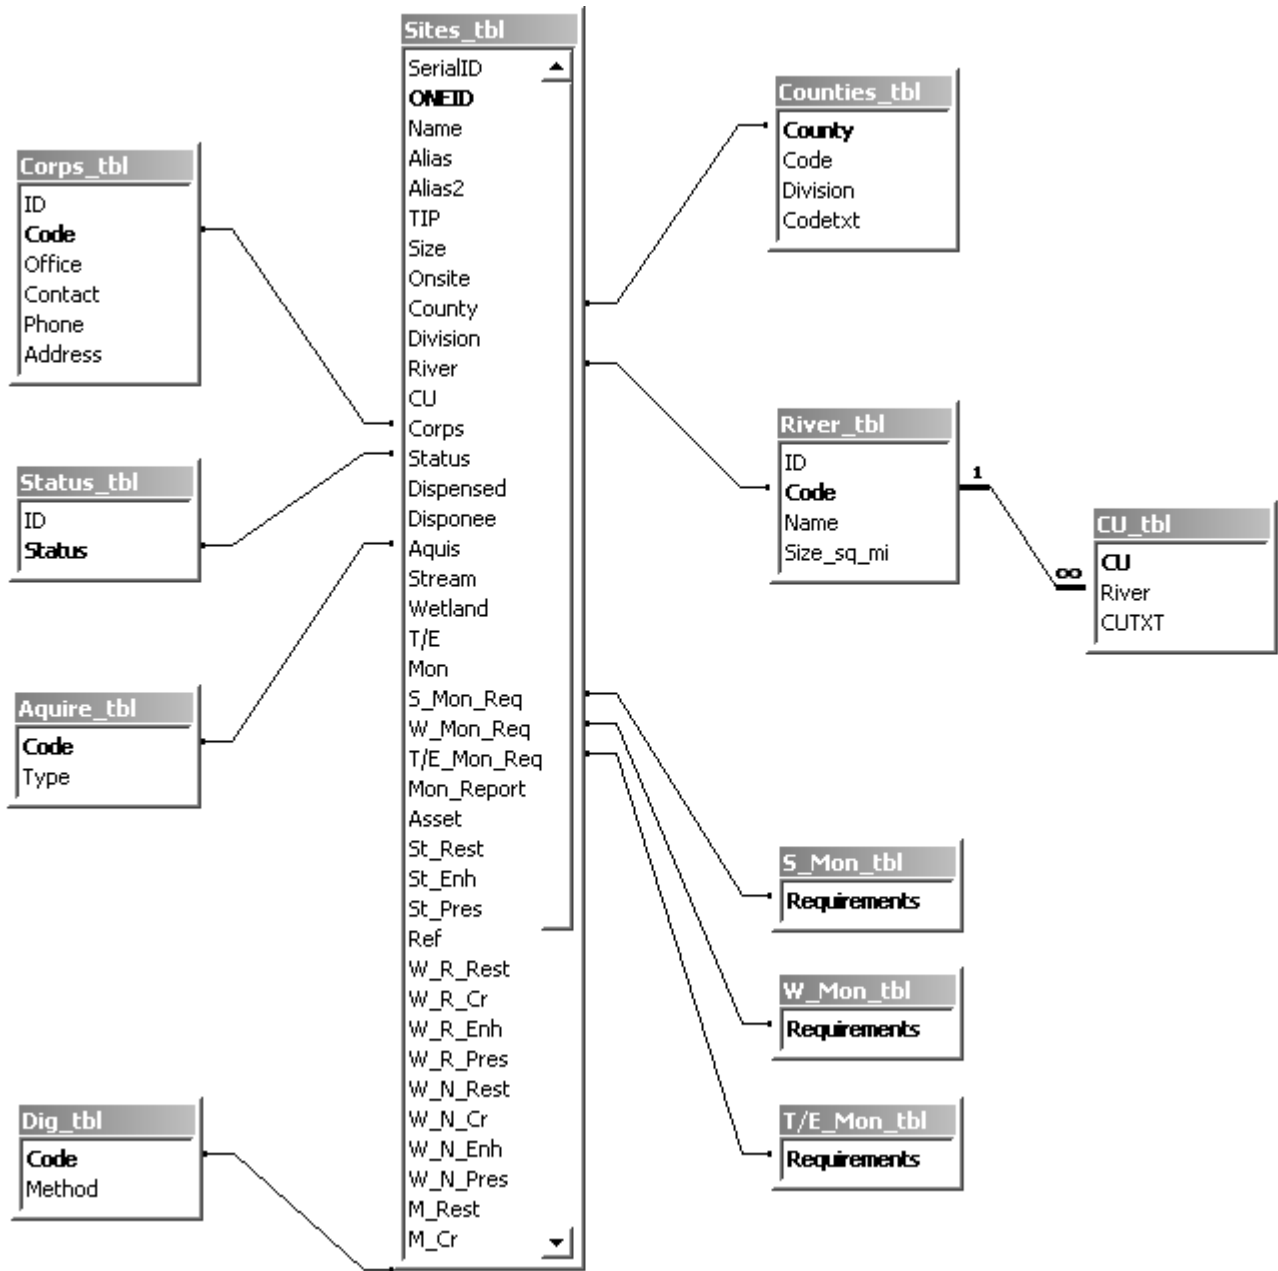 Sites_tbl
SerialID
ONEID
Name
Alias
Alias2
TIP
Size
Onsite
County
Division
River
CU
Corps
Status
Dispensed
Disponee
Aquis
Stream
Wetland
T/E
Mon
S_Mon_Req
W_Mon_Req
T/E_Mon_Req
Mon_Report
Asset
St_Rest
St_Enh
St_Pres
Ref
W_R_Rest
W_R_Cr
W_R_Enh
W_R_Pres
W_N_Rest
W_N_Cr
W_N_Enh
W_N_Pres
M_Rest
M_Cr
Corps_tbl
ID
Code
Office
Contact
Phone
Address
Status_tbl
ID
Status
Aquire_tbl
Code
Type
Dig_tbl
Code
Method
Counties_tbl
County
Code
Division
Codetxt
River_tbl
ID
Code
Name
Size_sq_mi
1
∞
CU_tbl
CU
River
CUTXT
S_Mon_tbl
Requirements
W_Mon_tbl
Requirements
T/E_Mon_tbl
Requirements